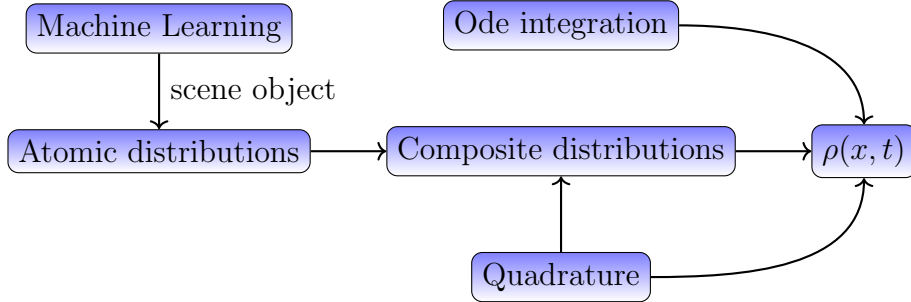 Machine Learning
Ode integration
scene object
Atomic distributions
Composite distributions
ρ(x, t)
Quadrature